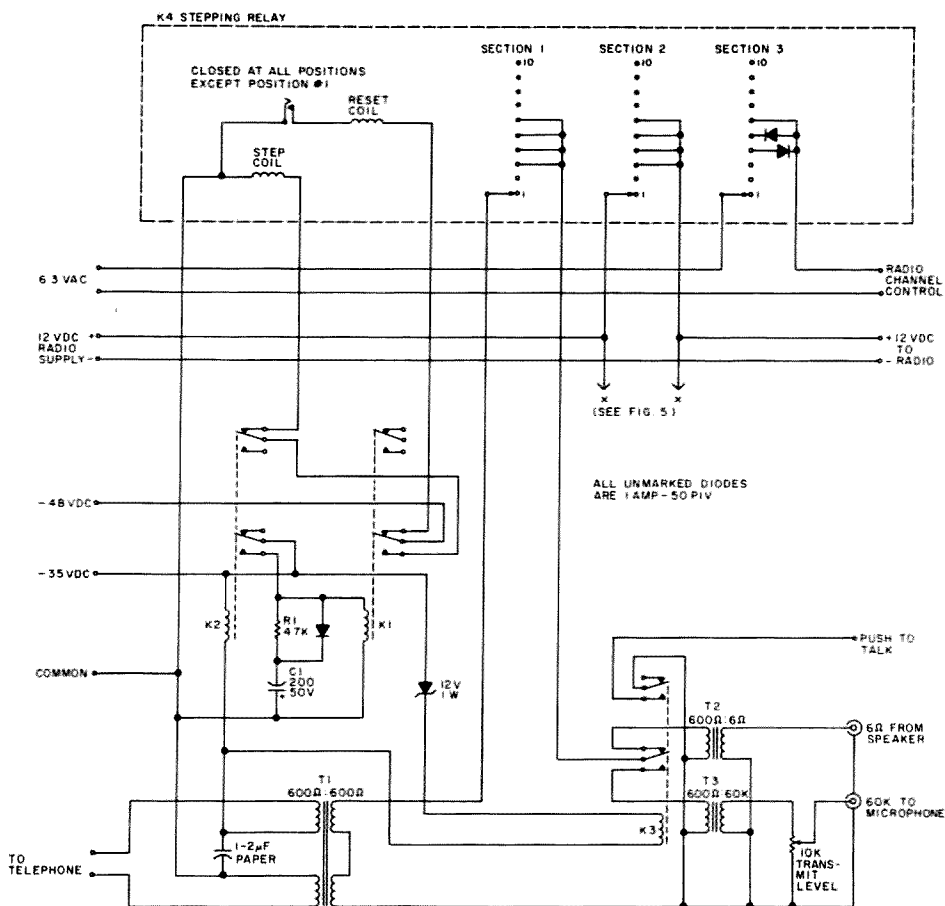 K4 STEPPING RELAY
CLOSED AT ALL POSITIONS
EXCEPT POSITION #1
RESET
COIL
STEP
COIL
SECTION 1
10
1
SECTION 2
10
1
SECTION 3
10
1
6.3 VAC
RADIO
CHANNEL
CONTROL
12 VDC +
RADIO
SUPPLY -
+12VDC
TO
- RADIO
x
x
(SEE FIG. 5)
ALL UNMARKED DIODES
ARE 1 AMP - 50 PIV
-48 VDC
-35 VDC
K2
R1
47K
K1
C1
200
50V
+
12V
1W
COMMON
PUSH TO
TALK
T2
600Ω:6Ω
6Ω FROM
SPEAKER
T3
600Ω:60K
60K TO
MICROPHONE
K3
10K
TRANS-
MIT
LEVEL
T1
600Ω:600Ω
1-2µF
PAPER
TO
TELEPHONE